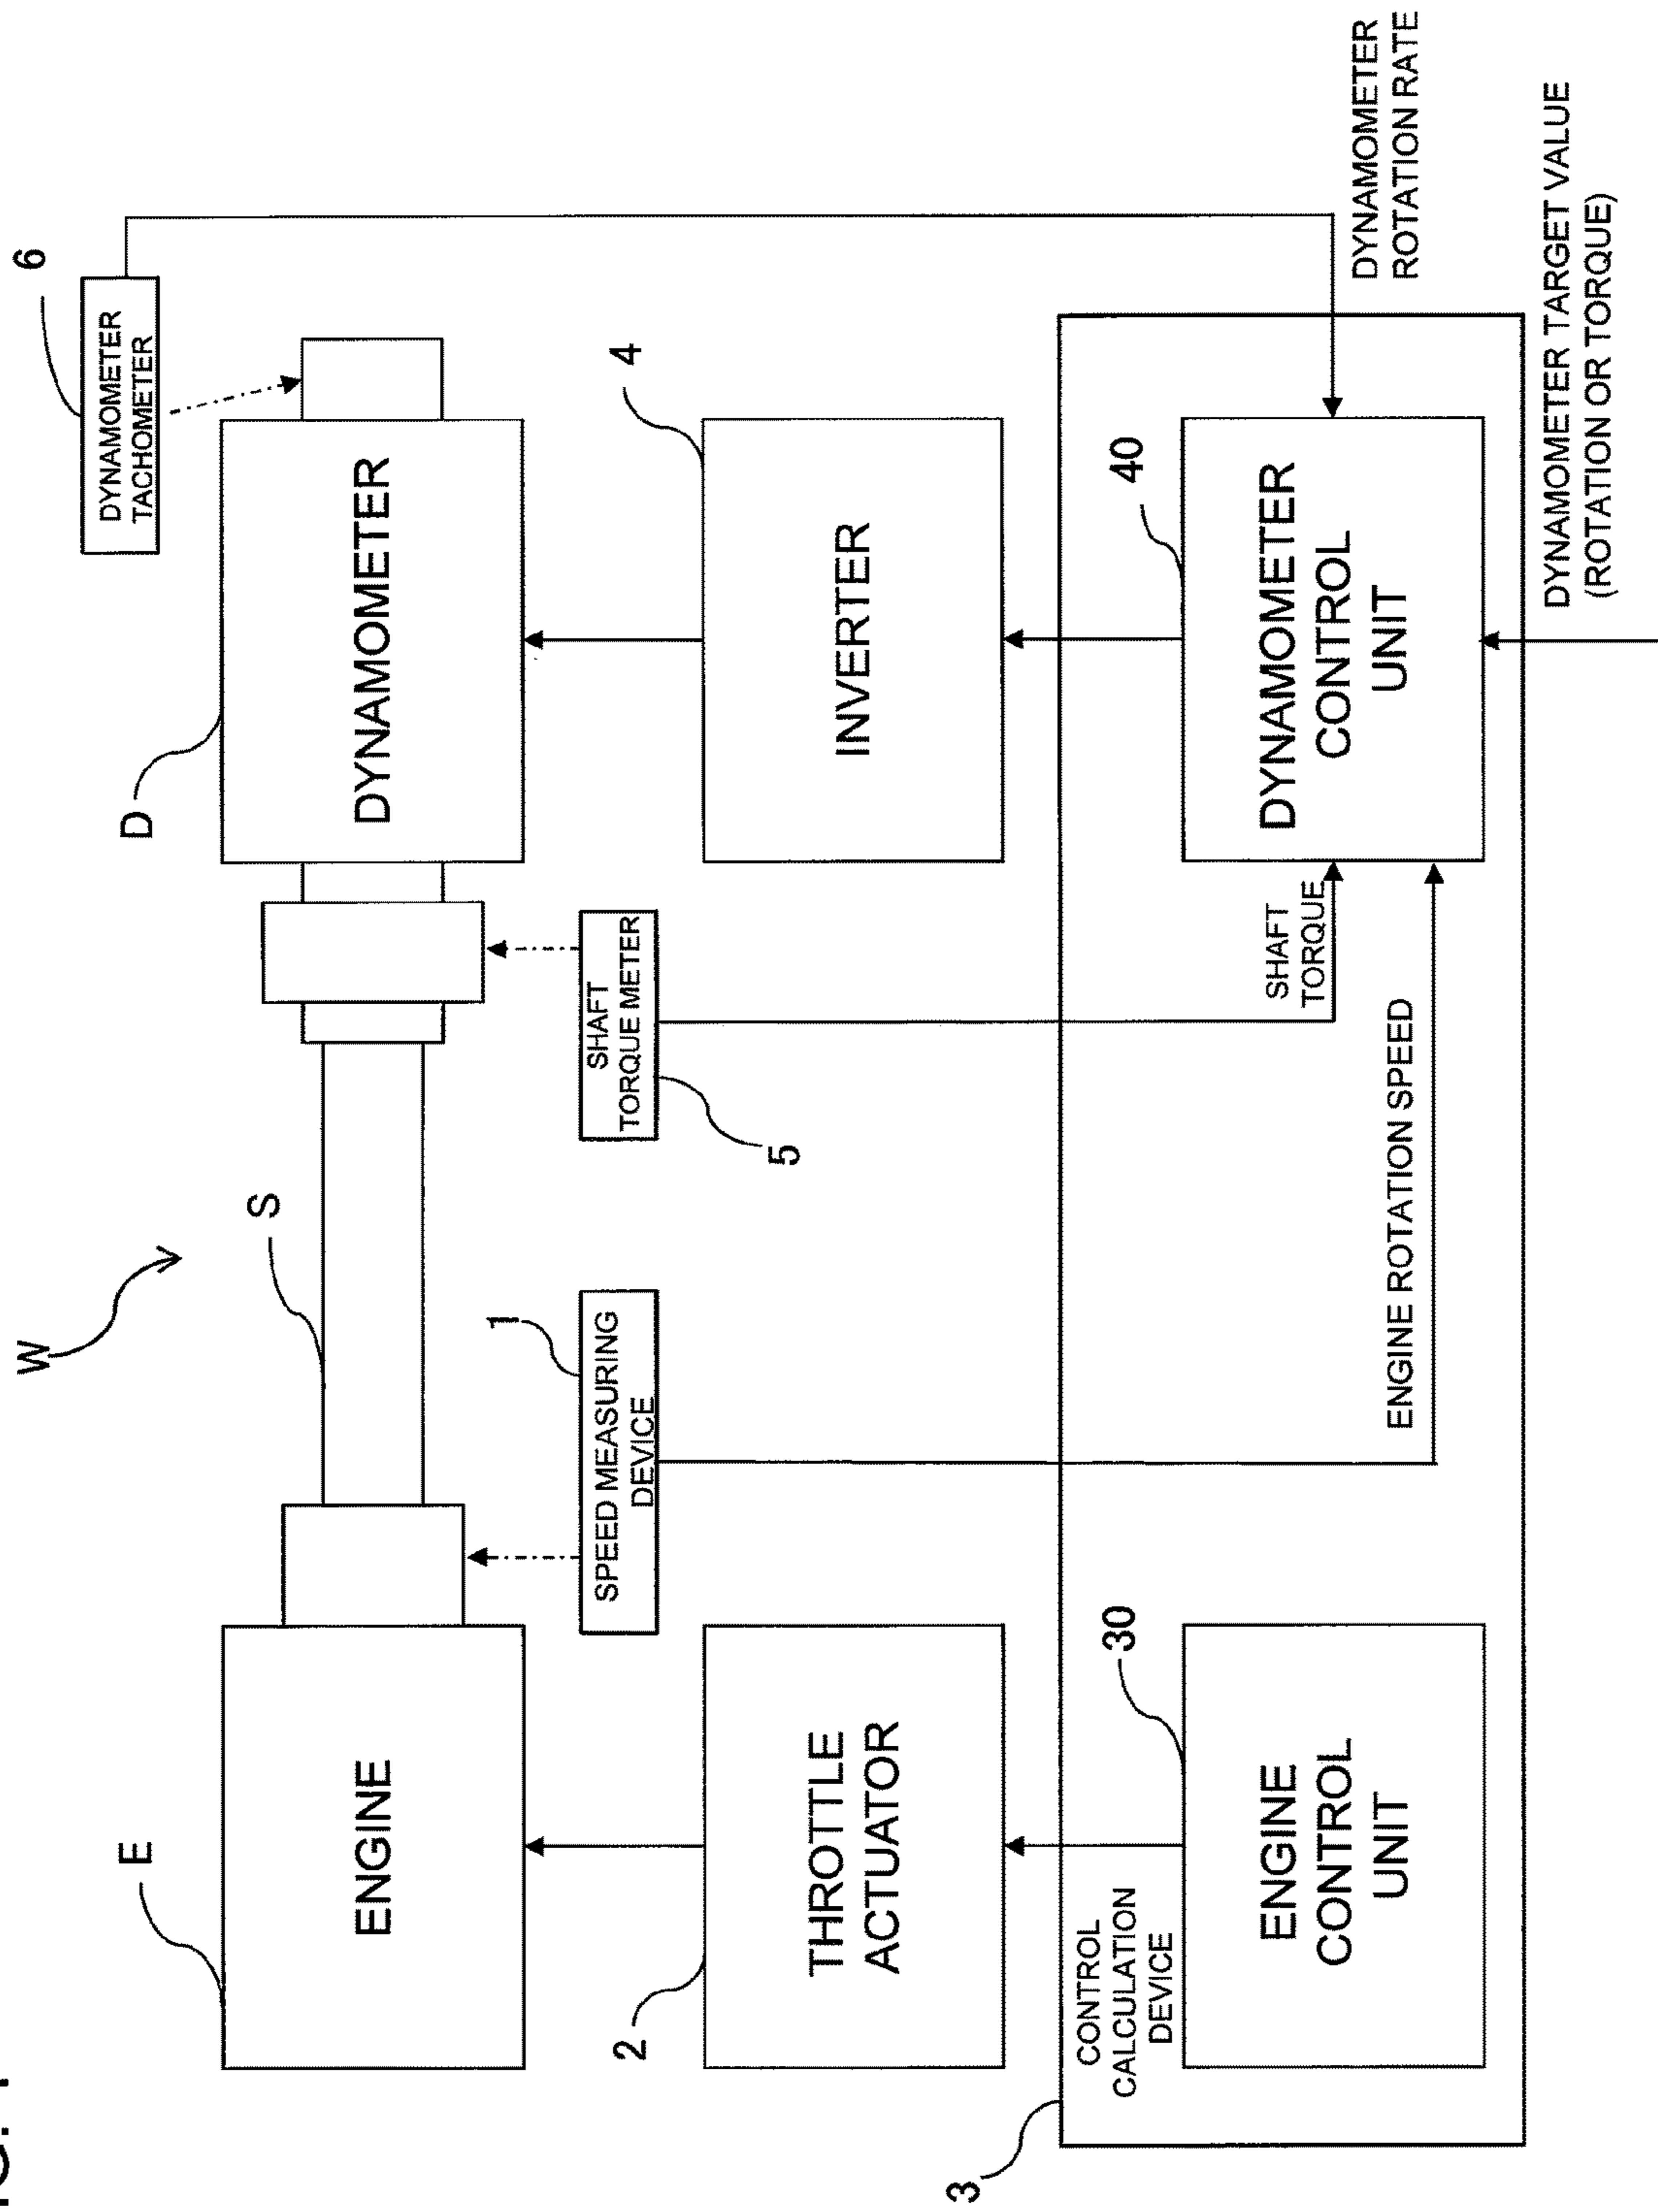 W
E
ENGINE
S
D
DYNAMOMETER
6
DYNAMOMETER
TACHOMETER
1
SPEED MEASURING
DEVICE
SHAFT
TORQUE METER
5
2
THROTTLE
ACTUATOR
4
INVERTER
3
CONTROL
CALCULATION
DEVICE
30
ENGINE
CONTROL
UNIT
ENGINE ROTATION SPEED
SHAFT
TORQUE
40
DYNAMOMETER
CONTROL
UNIT
DYNAMOMETER
ROTATION RATE
DYNAMOMETER TARGET VALUE
(ROTATION OR TORQUE)